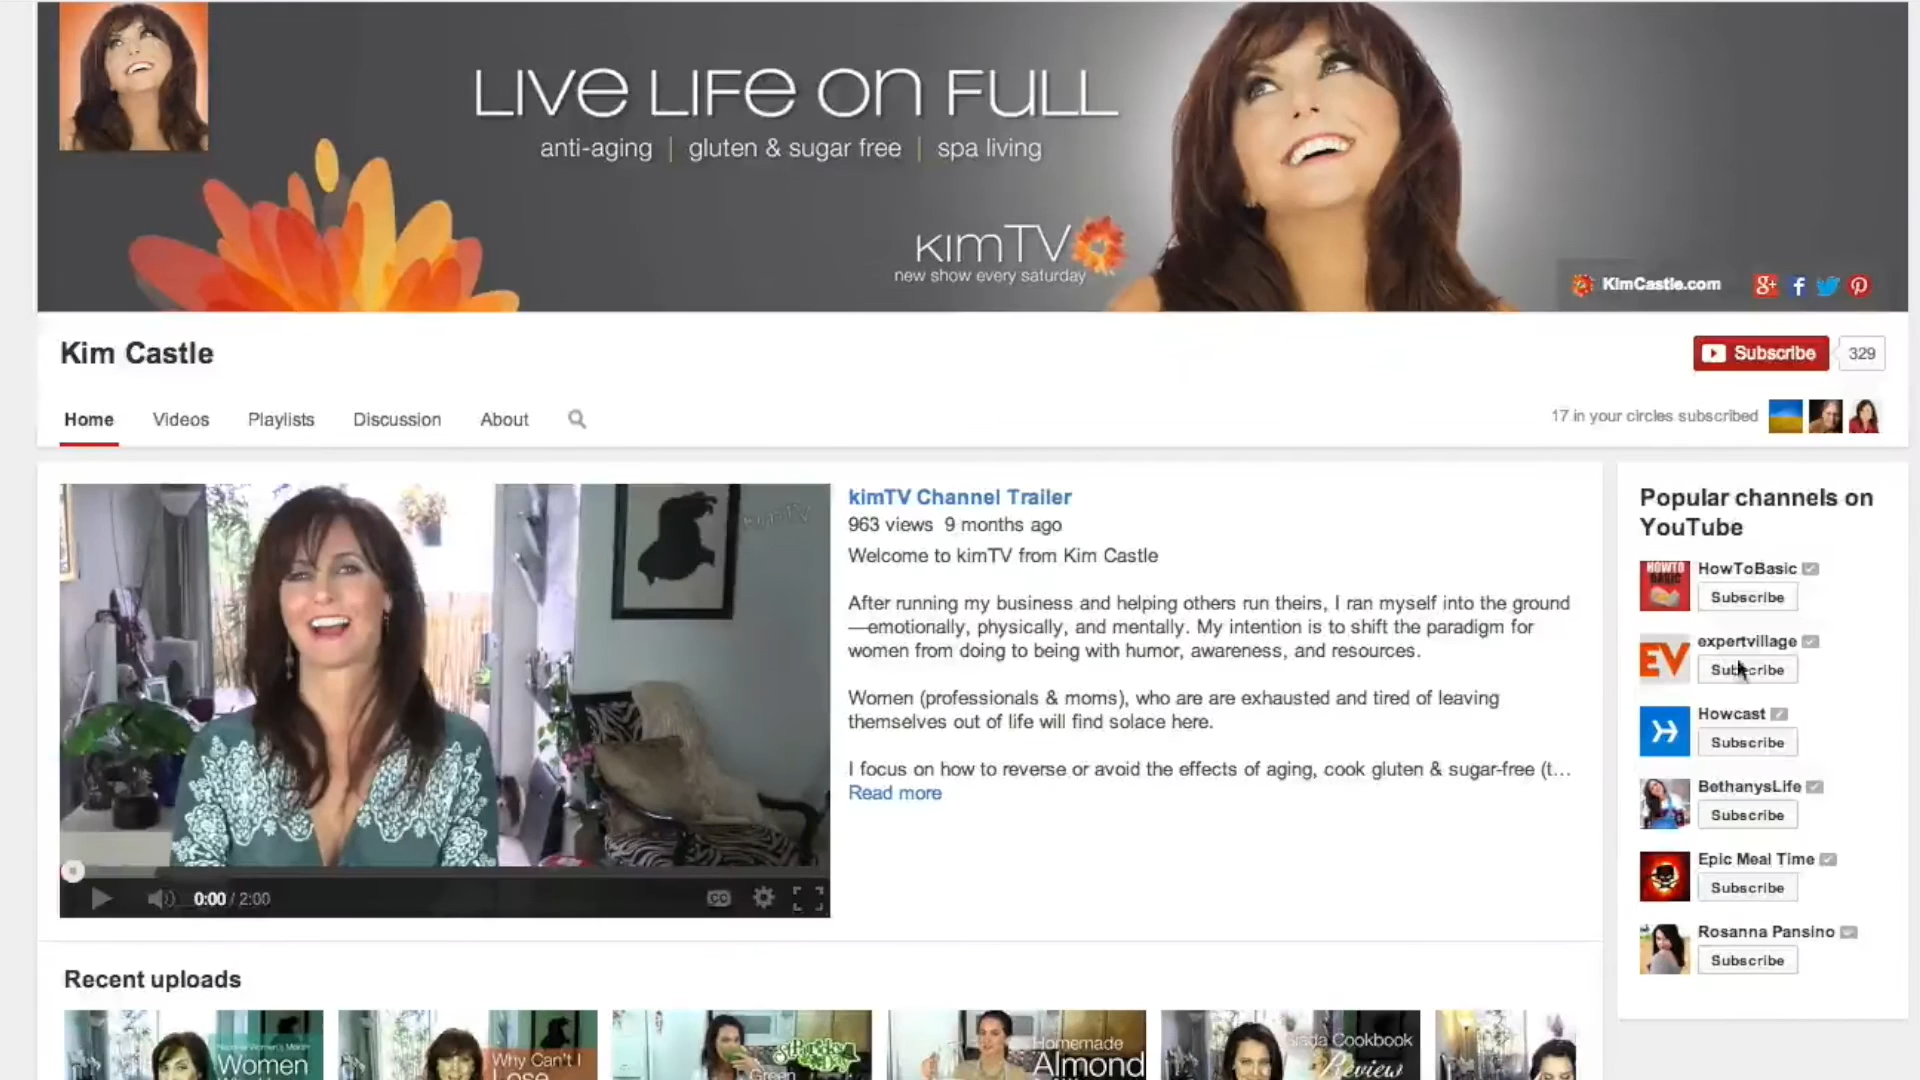 LIVE LIFE ON FULL
anti-aging | gluten & sugar free | spa living
kimTV
new show every saturday
KimCastle.com
Kim Castle
Subscribe 329
Home Videos Playlists Discussion About
17 in your circles subscribed
kimTV
kimTV Channel Trailer
963 views 9 months ago
Welcome to kimTV from Kim Castle
After running my business and helping others run theirs, I ran myself into the ground
—emotionally, physically, and mentally. My intention is to shift the paradigm for
women from doing to being with humor, awareness, and resources.
Women (professionals & moms), who are are exhausted and tired of leaving
themselves out of life will find solace here.
I focus on how to reverse or avoid the effects of aging, cook gluten & sugar-free (t...
Read more
0:00 / 2:00
CC
Popular channels on
YouTube
HOWTO
BASIC
HowToBasic
Subscribe
EV
expertvillage
Subscribe
Howcast
Subscribe
BethanysLife
Subscribe
Epic Meal Time
Subscribe
Rosanna Pansino
Subscribe
Recent uploads
Women
Why Can't I
Lose
Green
Homemade
Almond
Cookbook
Review